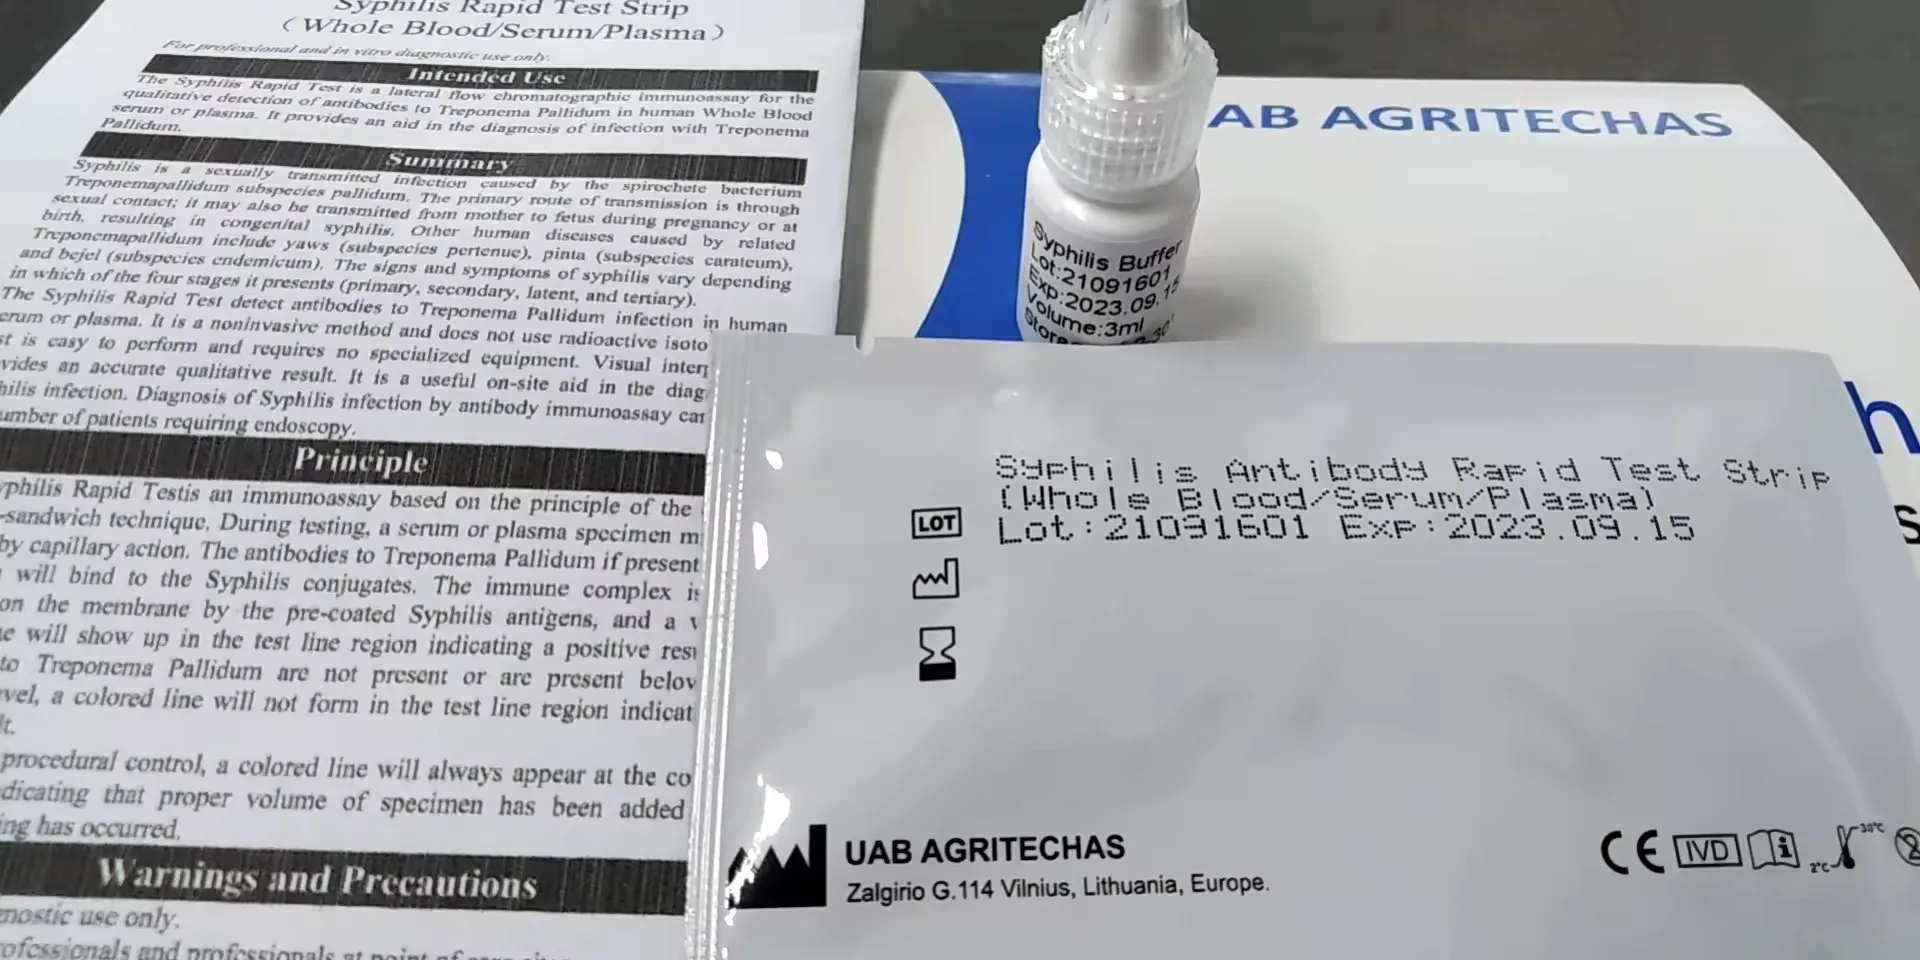 Syphilis Rapid Test Strip
(Whole Blood/Serum/Plasma)
For professional and in vitro diagnostic use only.
Intended Use
The Syphilis Rapid Test is a lateral flow chromatographic immunoassay for the
qualitative detection of antibodies to Treponema Pallidum in human Whole Blood
serum or plasma. It provides an aid in the diagnosis of infection with Treponema
Pallidum.
Summary
Syphilis is a sexually transmitted infection caused by the spirochete bacterium
Treponemapallidum subspecies pallidum. The primary route of transmission is through
sexual contact; it may also be transmitted from mother to fetus during pregnancy or at
birth, resulting in congenital syphilis. Other human diseases caused by related
Treponemapallidum include yaws (subspecies pertenue), pinta (subspecies carateum),
and bejel (subspecies endemicum). The signs and symptoms of syphilis vary depending
in which of the four stages it presents (primary, secondary, latent, and tertiary).
The Syphilis Rapid Test detect antibodies to Treponema Pallidum infection in human
erum or plasma. It is a noninvasive method and does not use radioactive isoto
st is easy to perform and requires no specialized equipment. Visual inter
vides an accurate qualitative result. It is a useful on-site aid in the diag
hilis infection. Diagnosis of Syphilis infection by antibody immunoassay can
umber of patients requiring endoscopy.
Principle
yphilis Rapid Testis an immunoassay based on the principle of the
-sandwich technique. During testing, a serum or plasma specimen m
by capillary action. The antibodies to Treponema Pallidum if present
will bind to the Syphilis conjugates. The immune complex is
on the membrane by the pre-coated Syphilis antigens, and a v
e will show up in the test line region indicating a positive resu
to Treponema Pallidum are not present or are present below
vel, a colored line will not form in the test line region indicat
lt.
procedural control, a colored line will always appear at the co
dicating that proper volume of specimen has been added
ing has occurred.
Warnings and Precautions
nostic use only.
ofessionals and professionals at point of care
AB AGRITECHAS
h
s
Syphilis Buffer
Lot:21091601
Exp:2023.09.15
Volume:3ml
Syphilis Antibody Rapid Test Strip
(Whole Blood/Serum/Plasma)
LOT Lot:21091601 Exp:2023.09.15
UAB AGRITECHAS
Zalgirio G.114 Vilnius, Lithuania, Europe.
CE IVD i 2°C 30°C 2